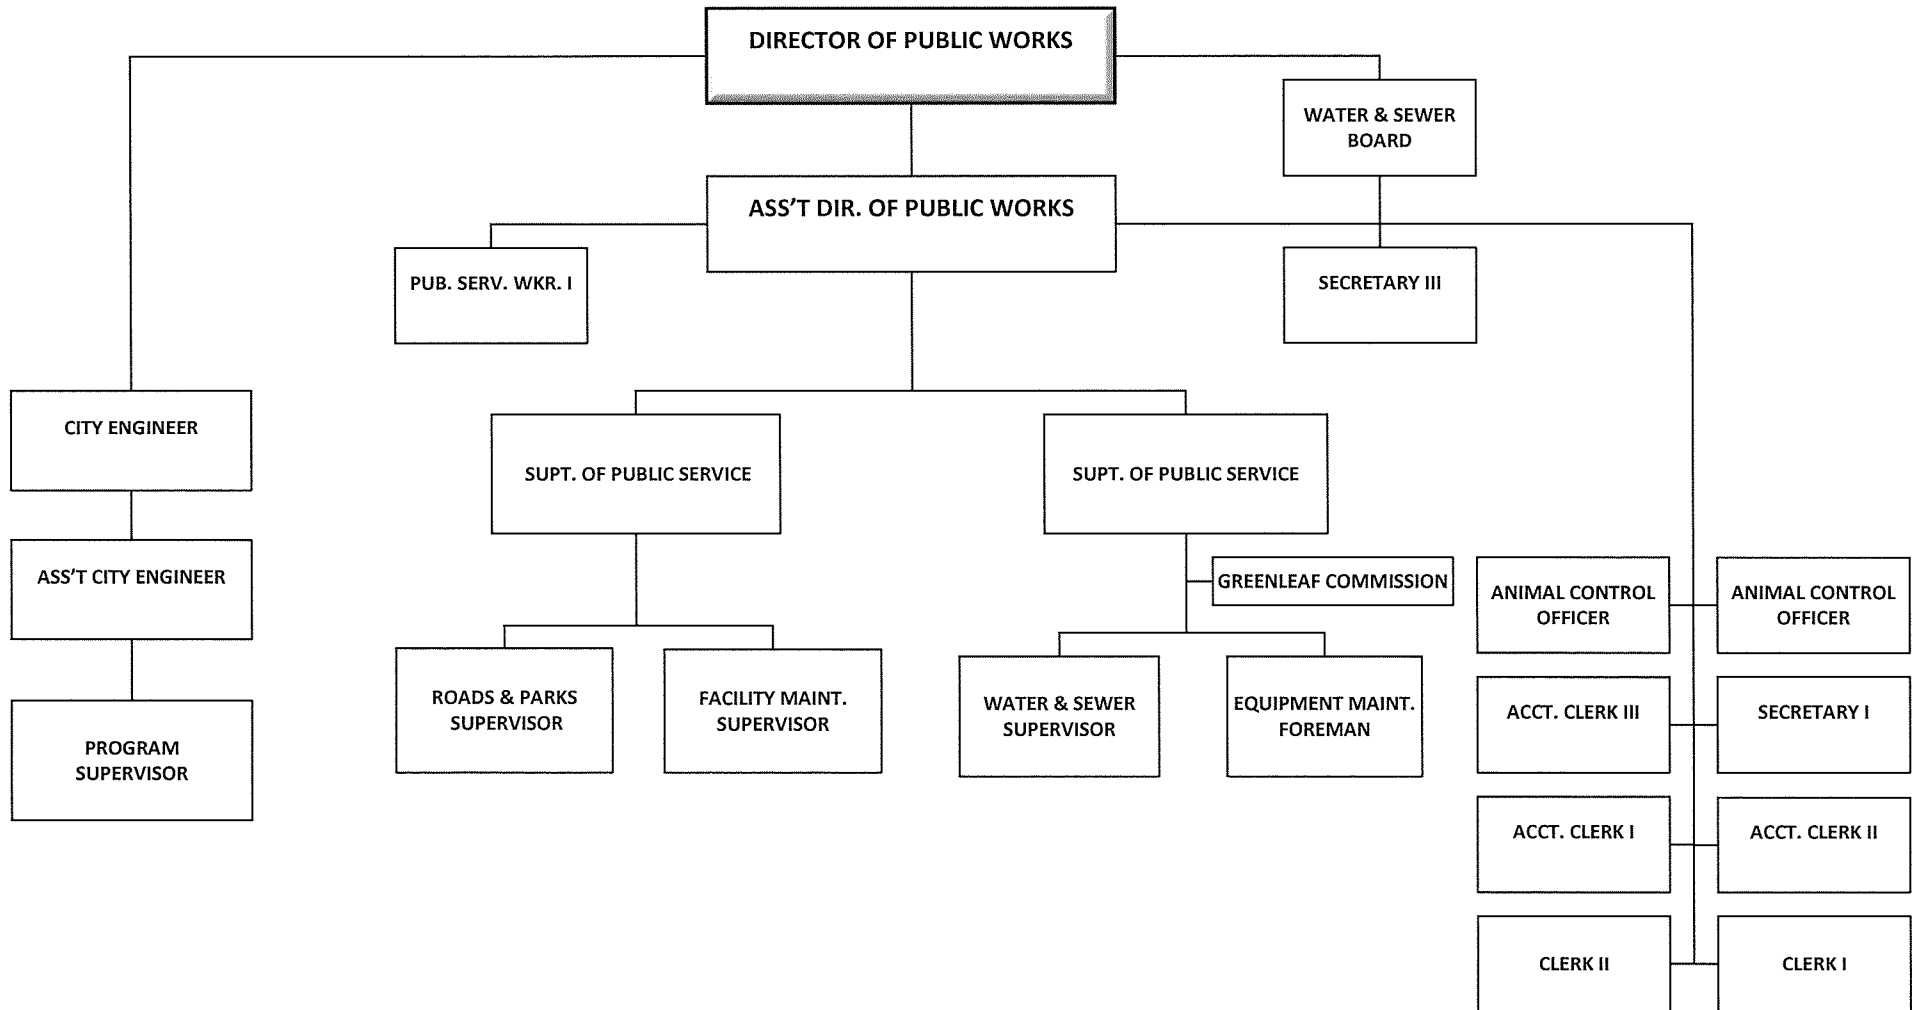 DIRECTOR OF PUBLIC WORKS
WATER & SEWER
BOARD
ASS'T DIR. OF PUBLIC WORKS
PUB. SERV. WKR. I
SECRETARY III
CITY ENGINEER
SUPT. OF PUBLIC SERVICE
SUPT. OF PUBLIC SERVICE
ASS'T CITY ENGINEER
GREENLEAF COMMISSION
ANIMAL CONTROL
OFFICER
ANIMAL CONTROL
OFFICER
ROADS & PARKS
SUPERVISOR
FACILITY MAINT.
SUPERVISOR
WATER & SEWER
SUPERVISOR
EQUIPMENT MAINT.
FOREMAN
ACCT. CLERK III
SECRETARY I
PROGRAM
SUPERVISOR
ACCT. CLERK I
ACCT. CLERK II
CLERK II
CLERK I